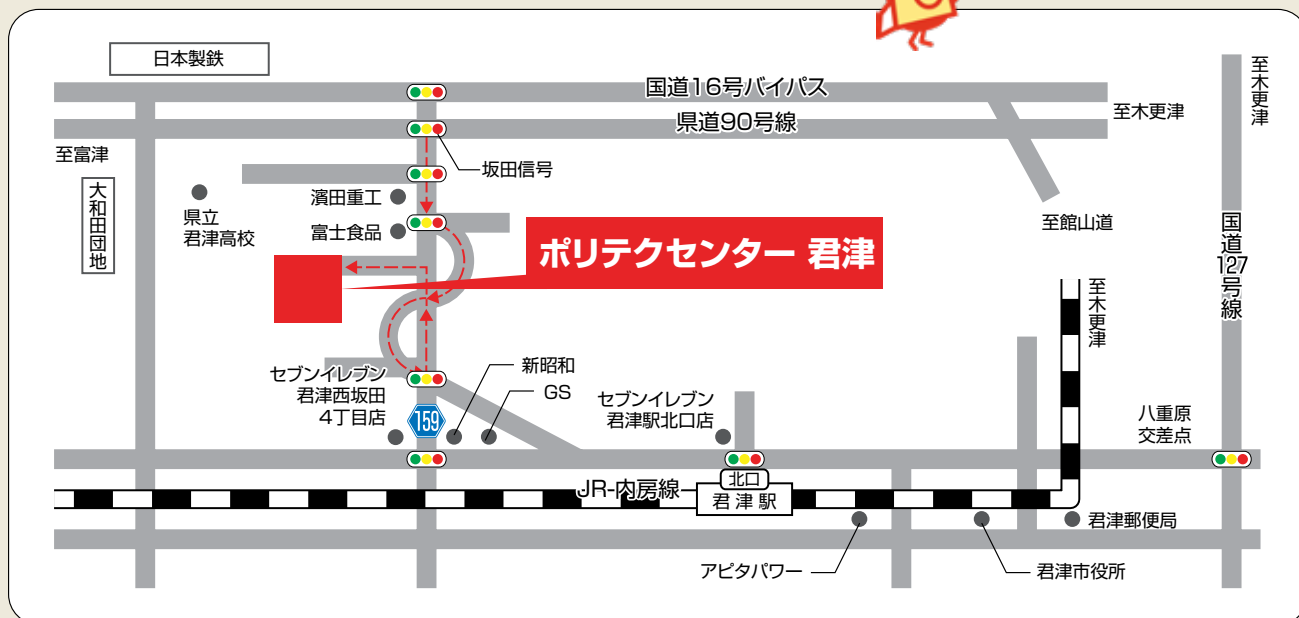 日本製鉄
国道16号バイパス
県道90号線
至木更津
至木更津
至富津
坂田信号
大和田団地
県立
君津高校
濱田重工
富士食品
至館山道
国道127号線
ポリテクセンター 君津
至木更津
セブンイレブン
君津西坂田
4丁目店
159
新昭和
GS
セブンイレブン
君津駅北口店
八重原
交差点
JR-内房線
北口
君津駅
君津郵便局
アピタパワー
君津市役所